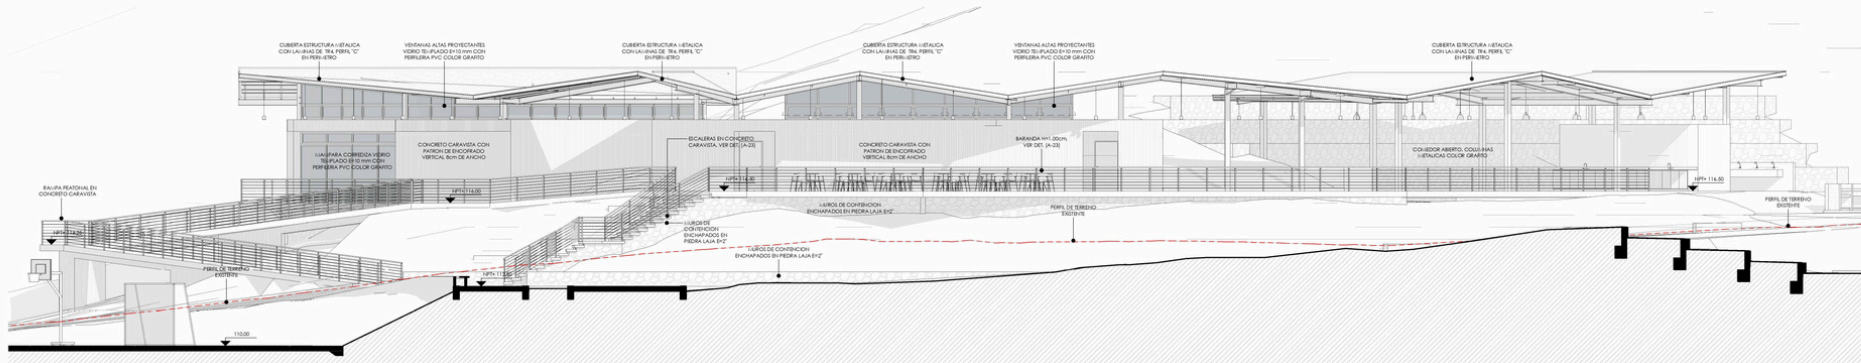 CUBIERTA ESTRUCTURA METALICA
CON LAMINAS DE TR4, PERFIL "C"
EN PERIMETRO
VENTANAS ALTAS PROYECTANTES
VIDRIO TEMPLADO E=10 mm CON
PERFILERIA PVC COLOR GRAFITO
CUBIERTA ESTRUCTURA METALICA
CON LAMINAS DE TR4, PERFIL "C"
EN PERIMETRO
CUBIERTA ESTRUCTURA METALICA
CON LAMINAS DE TR4, PERFIL "C"
EN PERIMETRO
VENTANAS ALTAS PROYECTANTES
VIDRIO TEMPLADO E=10 mm CON
PERFILERIA PVC COLOR GRAFITO
CUBIERTA ESTRUCTURA METALICA
CON LAMINAS DE TR4, PERFIL "C"
EN PERIMETRO
MAMPARA CORREDIZA VIDRIO
TEMPLADO E=10 mm CON
PERFILERIA PVC COLOR GRAFITO
CONCRETO CARAVISTA CON
PATRON DE ENCOFRADO
VERTICAL 8cm DE ANCHO
ESCALERAS EN CONCRETO
CARAVISTA, VER DET. (A-23)
CONCRETO CARAVISTA CON
PATRON DE ENCOFRADO
VERTICAL 8cm DE ANCHO
BARANDA H=1.00cm,
VER DET. (A-23)
COMEDOR ABIERTO, COLUMNAS
METALICAS COLOR GRAFITO
RAMPA PEATONAL EN
CONCRETO CARAVISTA
NPT+ 116.00
NPT+ 116.50
MUROS DE CONTENCION
ENCHAPADOS EN PIEDRA LAJA E=2"
PERFIL DE TERRENO
EXISTENTE
PERFIL DE TERRENO
EXISTENTE
MUROS DE
CONTENCION
ENCHAPADOS EN
PIEDRA LAJA E=2"
MUROS DE CONTENCION
ENCHAPADOS EN PIEDRA LAJA E=2"
PERFIL DE TERRENO
EXISTENTE
110.00